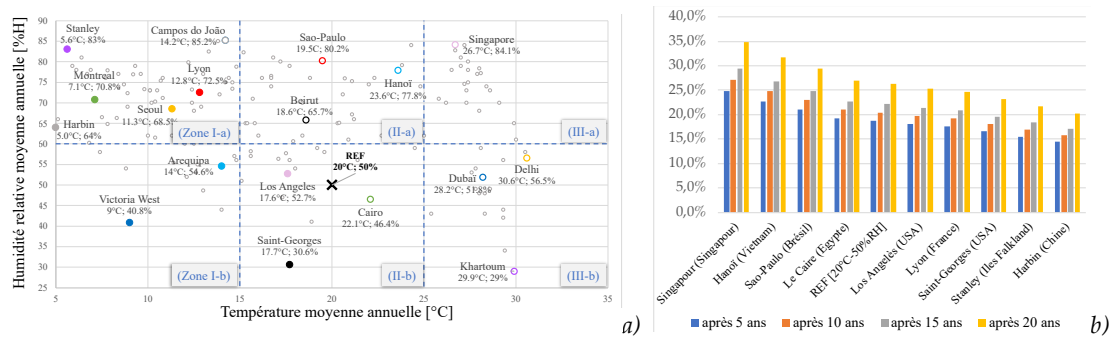 Humidité relative moyenne annuelle [%H]
90
85
80
75
70
65
60
55
50
45
40
35
30
25
Stanley
5.6°C; 83%
Campos do João
14.2°C; 85.2%
Sao-Paulo
19.5C; 80.2%
Singapore
26.7°C; 84.1%
Montreal
7.1°C; 70.8%
Lyon
12.8°C; 72.5%
Hanoï
23.6°C; 77.8%
Seoul
11.3°C; 68.5%
Beirut
18.6°C; 65.7%
Harbin
5.0°C; 64%
(Zone I-a)
(II-a)
(III-a)
Arequipa
14°C; 54.6%
REF
20°C; 50%
Los Angeles
17.6°C; 52.7%
Dubaï
28.2°C; 51.8%
Delhi
30.6°C; 56.5%
Victoria West
9°C; 40.8%
Cairo
22.1°C; 46.4%
Saint-Georges
17.7°C; 30.6%
Khartoum
29.9°C; 29%
(Zone I-b)
(II-b)
(III-b)
5
10
15
20
25
30
35
Température moyenne annuelle [°C]
a)
40,0%
35,0%
30,0%
25,0%
20,0%
15,0%
10,0%
5,0%
0,0%
Singapour (Singapour)
Hanoï (Vietnam)
Sao-Paulo (Brésil)
Le Caire (Egypte)
REF [20°C-50%RH]
Los Angelès (USA)
Lyon (France)
Saint-Georges (USA)
Stanley (Iles Falkland)
Harbin (Chine)
après 5 ans
après 10 ans
après 15 ans
après 20 ans
b)